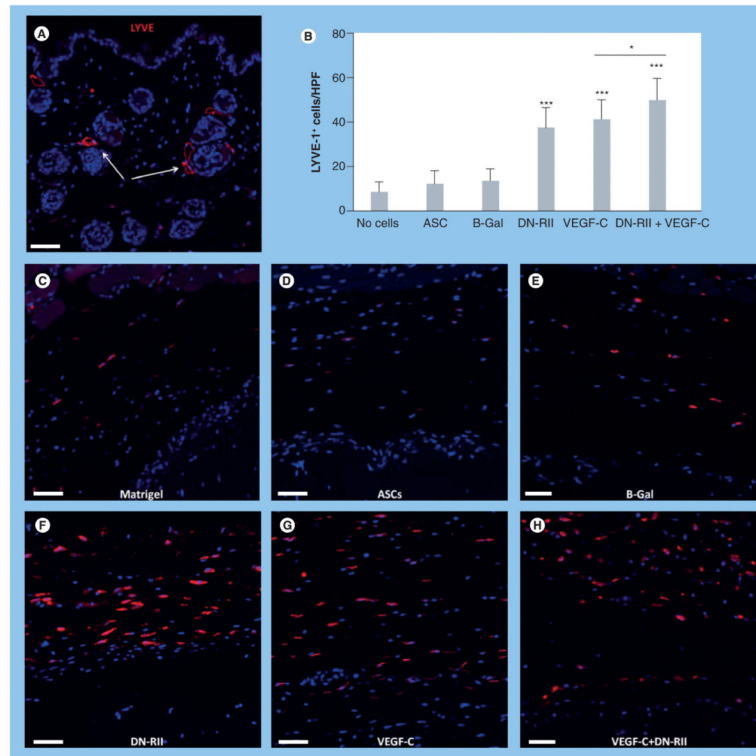 A
LYVE
B
LYVE-1⁺ cells/HPF
80
60
40
20
0
*
***
***
***
No cells
ASC
B-Gal
DN-RII
VEGF-C
DN-RII + VEGF-C
C
Matrigel
D
ASCs
E
B-Gal
F
DN-RII
G
VEGF-C
H
VEGF-C+DN-RII